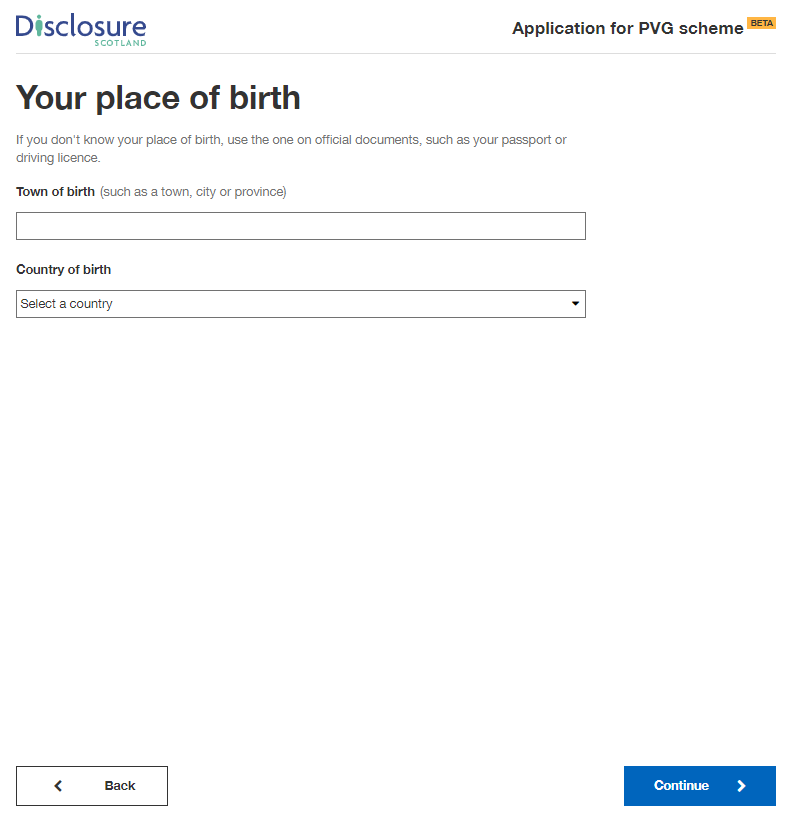 Disclosure
SCOTLAND
Application for PVG scheme BETA
Your place of birth
If you don't know your place of birth, use the one on official documents, such as your passport or
driving licence.
Town of birth (such as a town, city or province)
Country of birth
Select a country
Back
Continue